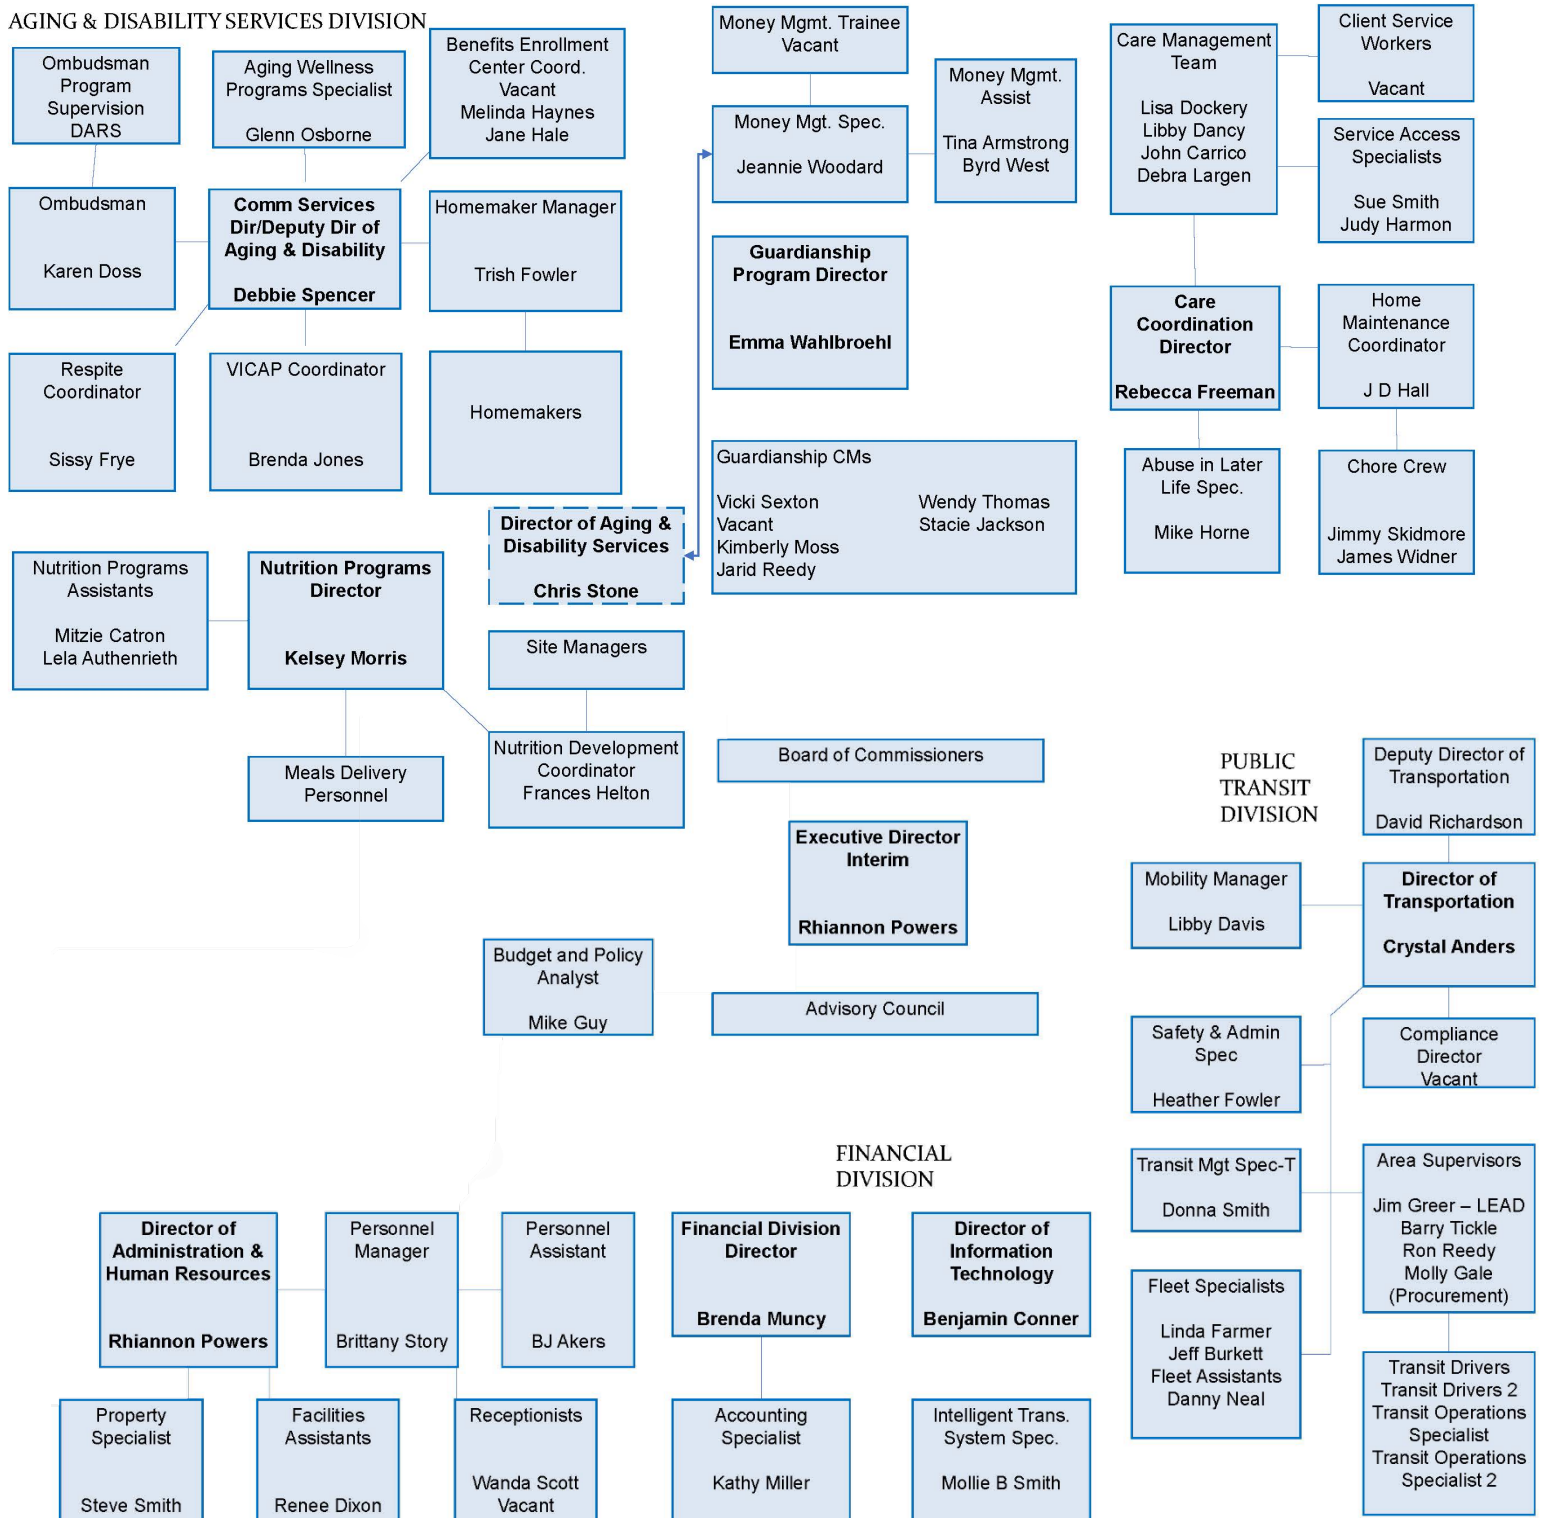 AGING & DISABILITY SERVICES DIVISION
Ombudsman
Program
Supervision
DARS
Aging Wellness
Programs Specialist
Glenn Osborne
Benefits Enrollment
Center Coord.
Vacant
Melinda Haynes
Jane Hale
Ombudsman
Karen Doss
Comm Services
Dir/Deputy Dir of
Aging & Disability
Debbie Spencer
Homemaker Manager
Trish Fowler
Respite
Coordinator
Sissy Frye
VICAP Coordinator
Brenda Jones
Homemakers
Money Mgmt. Trainee
Vacant
Money Mgt. Spec.
Jeannie Woodard
Money Mgmt.
Assist
Tina Armstrong
Byrd West
Guardianship
Program Director
Emma Wahlbroehl
Guardianship CMs
Vicki Sexton
Vacant
Kimberly Moss
Jarid Reedy
Wendy Thomas
Stacie Jackson
Care Management
Team
Lisa Dockery
Libby Dancy
John Carrico
Debra Largen
Client Service
Workers
Vacant
Service Access
Specialists
Sue Smith
Judy Harmon
Care
Coordination
Director
Rebecca Freeman
Home
Maintenance
Coordinator
J D Hall
Abuse in Later
Life Spec.
Mike Horne
Chore Crew
Jimmy Skidmore
James Widner
Director of Aging &
Disability Services
Chris Stone
Nutrition Programs
Assistants
Mitzie Catron
Lela Authenrieth
Nutrition Programs
Director
Kelsey Morris
Site Managers
Meals Delivery
Personnel
Nutrition Development
Coordinator
Frances Helton
Board of Commissioners
Executive Director
Interim
Rhiannon Powers
Budget and Policy
Analyst
Mike Guy
Advisory Council
PUBLIC
TRANSIT
DIVISION
Deputy Director of
Transportation
David Richardson
Mobility Manager
Libby Davis
Director of
Transportation
Crystal Anders
Safety & Admin
Spec
Heather Fowler
Compliance
Director
Vacant
Transit Mgt Spec-T
Donna Smith
Area Supervisors
Jim Greer – LEAD
Barry Tickle
Ron Reedy
Molly Gale
(Procurement)
Fleet Specialists
Linda Farmer
Jeff Burkett
Fleet Assistants
Danny Neal
Transit Drivers
Transit Drivers 2
Transit Operations
Specialist
Transit Operations
Specialist 2
FINANCIAL
DIVISION
Director of
Administration &
Human Resources
Rhiannon Powers
Personnel
Manager
Brittany Story
Personnel
Assistant
BJ Akers
Financial Division
Director
Brenda Muncy
Director of
Information
Technology
Benjamin Conner
Property
Specialist
Steve Smith
Facilities
Assistants
Renee Dixon
Receptionists
Wanda Scott
Vacant
Accounting
Specialist
Kathy Miller
Intelligent Trans.
System Spec.
Mollie B Smith